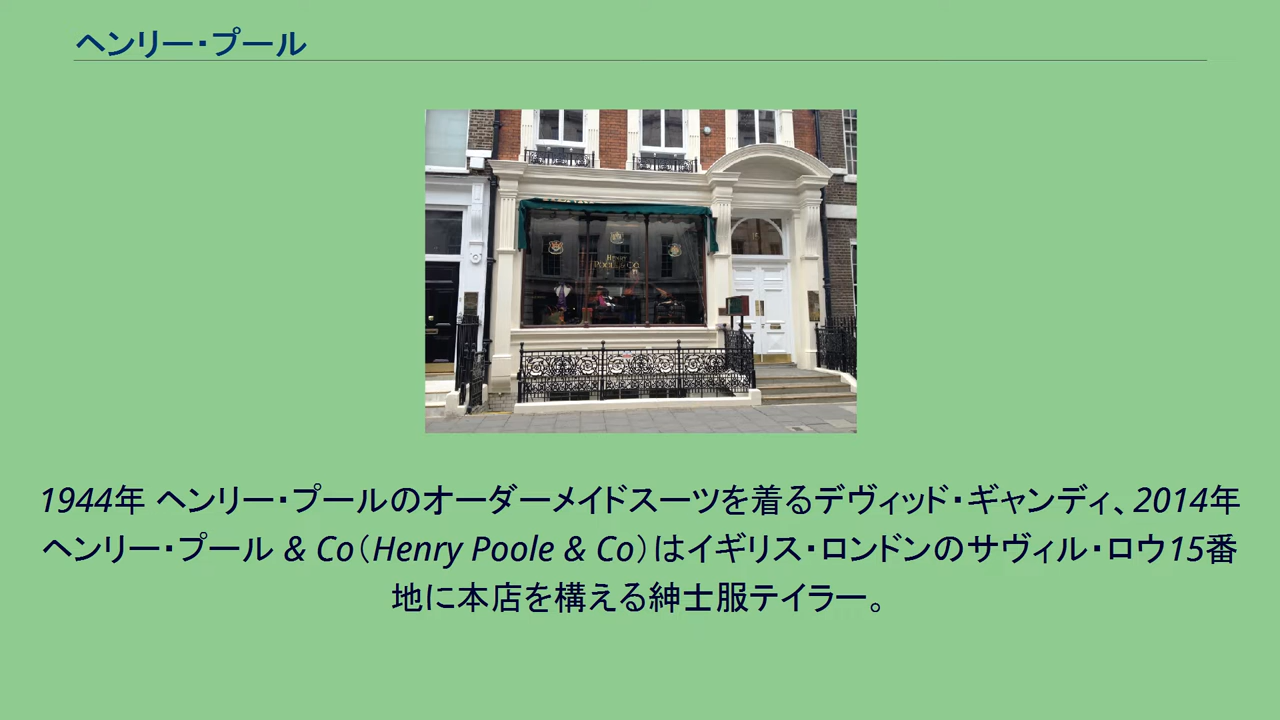 ヘンリー・プール
HENRY
POOLE & CO
15
1944年 ヘンリー・プールのオーダーメイドスーツを着るデヴィッド・ギャンディ、2014年
ヘンリー・プール & Co（Henry Poole & Co）はイギリス・ロンドンのサヴィル・ロウ15番
地に本店を構える紳士服テイラー。